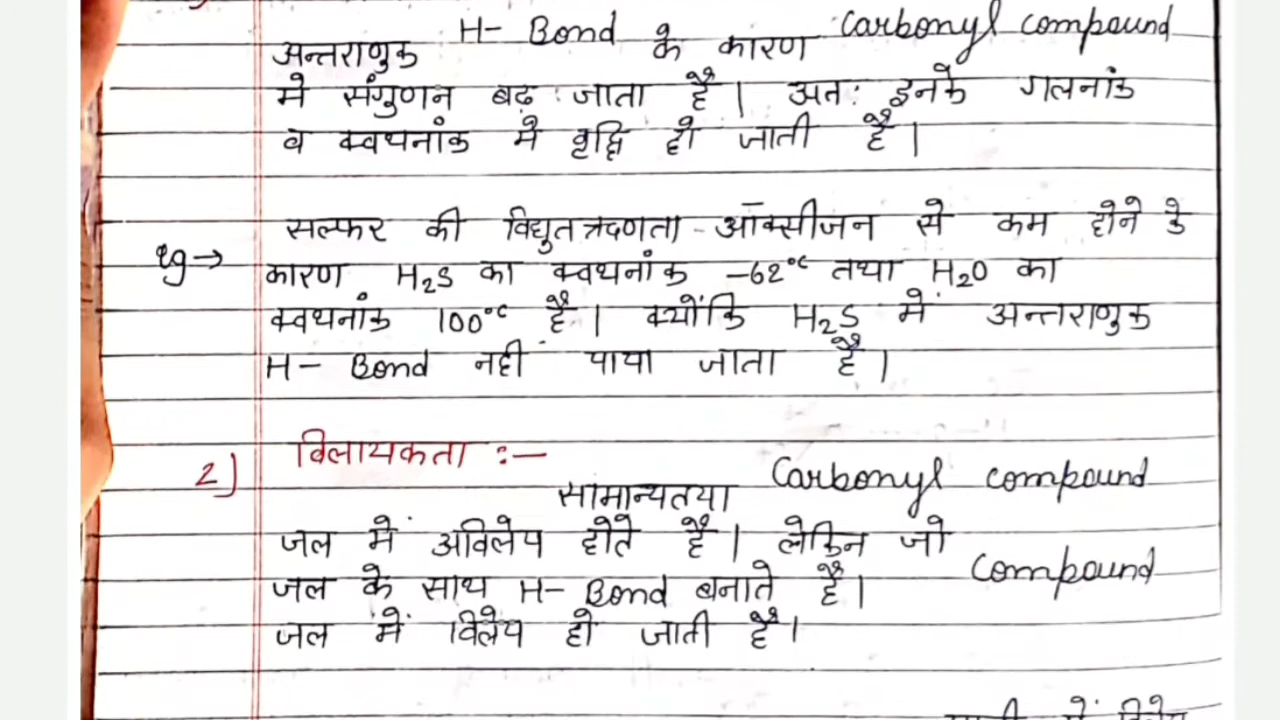 अन्तराणुक H- Bond के कारण Carbonyl compound
मे संगुणन बढ़ जाता है। अतः इनके गलनांक
व क्वथनांक मे वृद्धि हो जाती है।
सल्फर की विद्युतऋणता ऑक्सीजन से कम होने के
eg→ कारण H₂S का क्वथनांक -62°C तथा H₂O का
क्वथनांक 100°C है। क्योंकि H₂S में अन्तराणुक
H- Bond नही पाया जाता है।
2) विलायकता :-
सामान्यतया Carbonyl compound
जल मे अविलेय होते है। लेकिन जो compound
जल के साथ H- Bond बनाते है।
जल में विलेय हो जाती है।